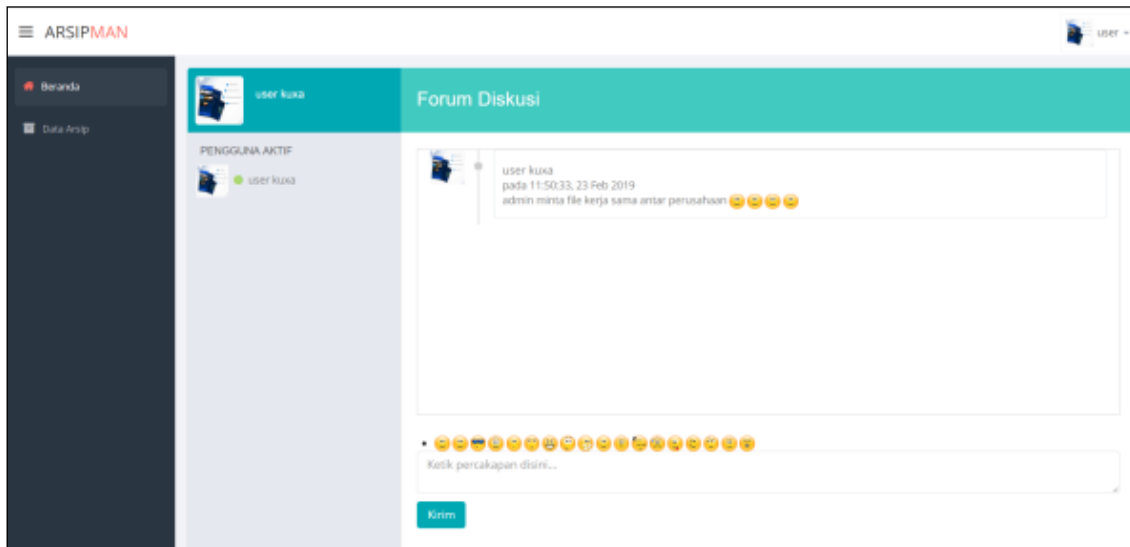 ARSIPMAN
user
Beranda
Data Arsip
user kuxa
Forum Diskusi
PENGGUNA AKTIF
user kuxa
user kuxa
pada 11:50:33, 23 Feb 2019
admin minta file kerja sama antar perusahaan
Ketik percakapan disini...
Kirim